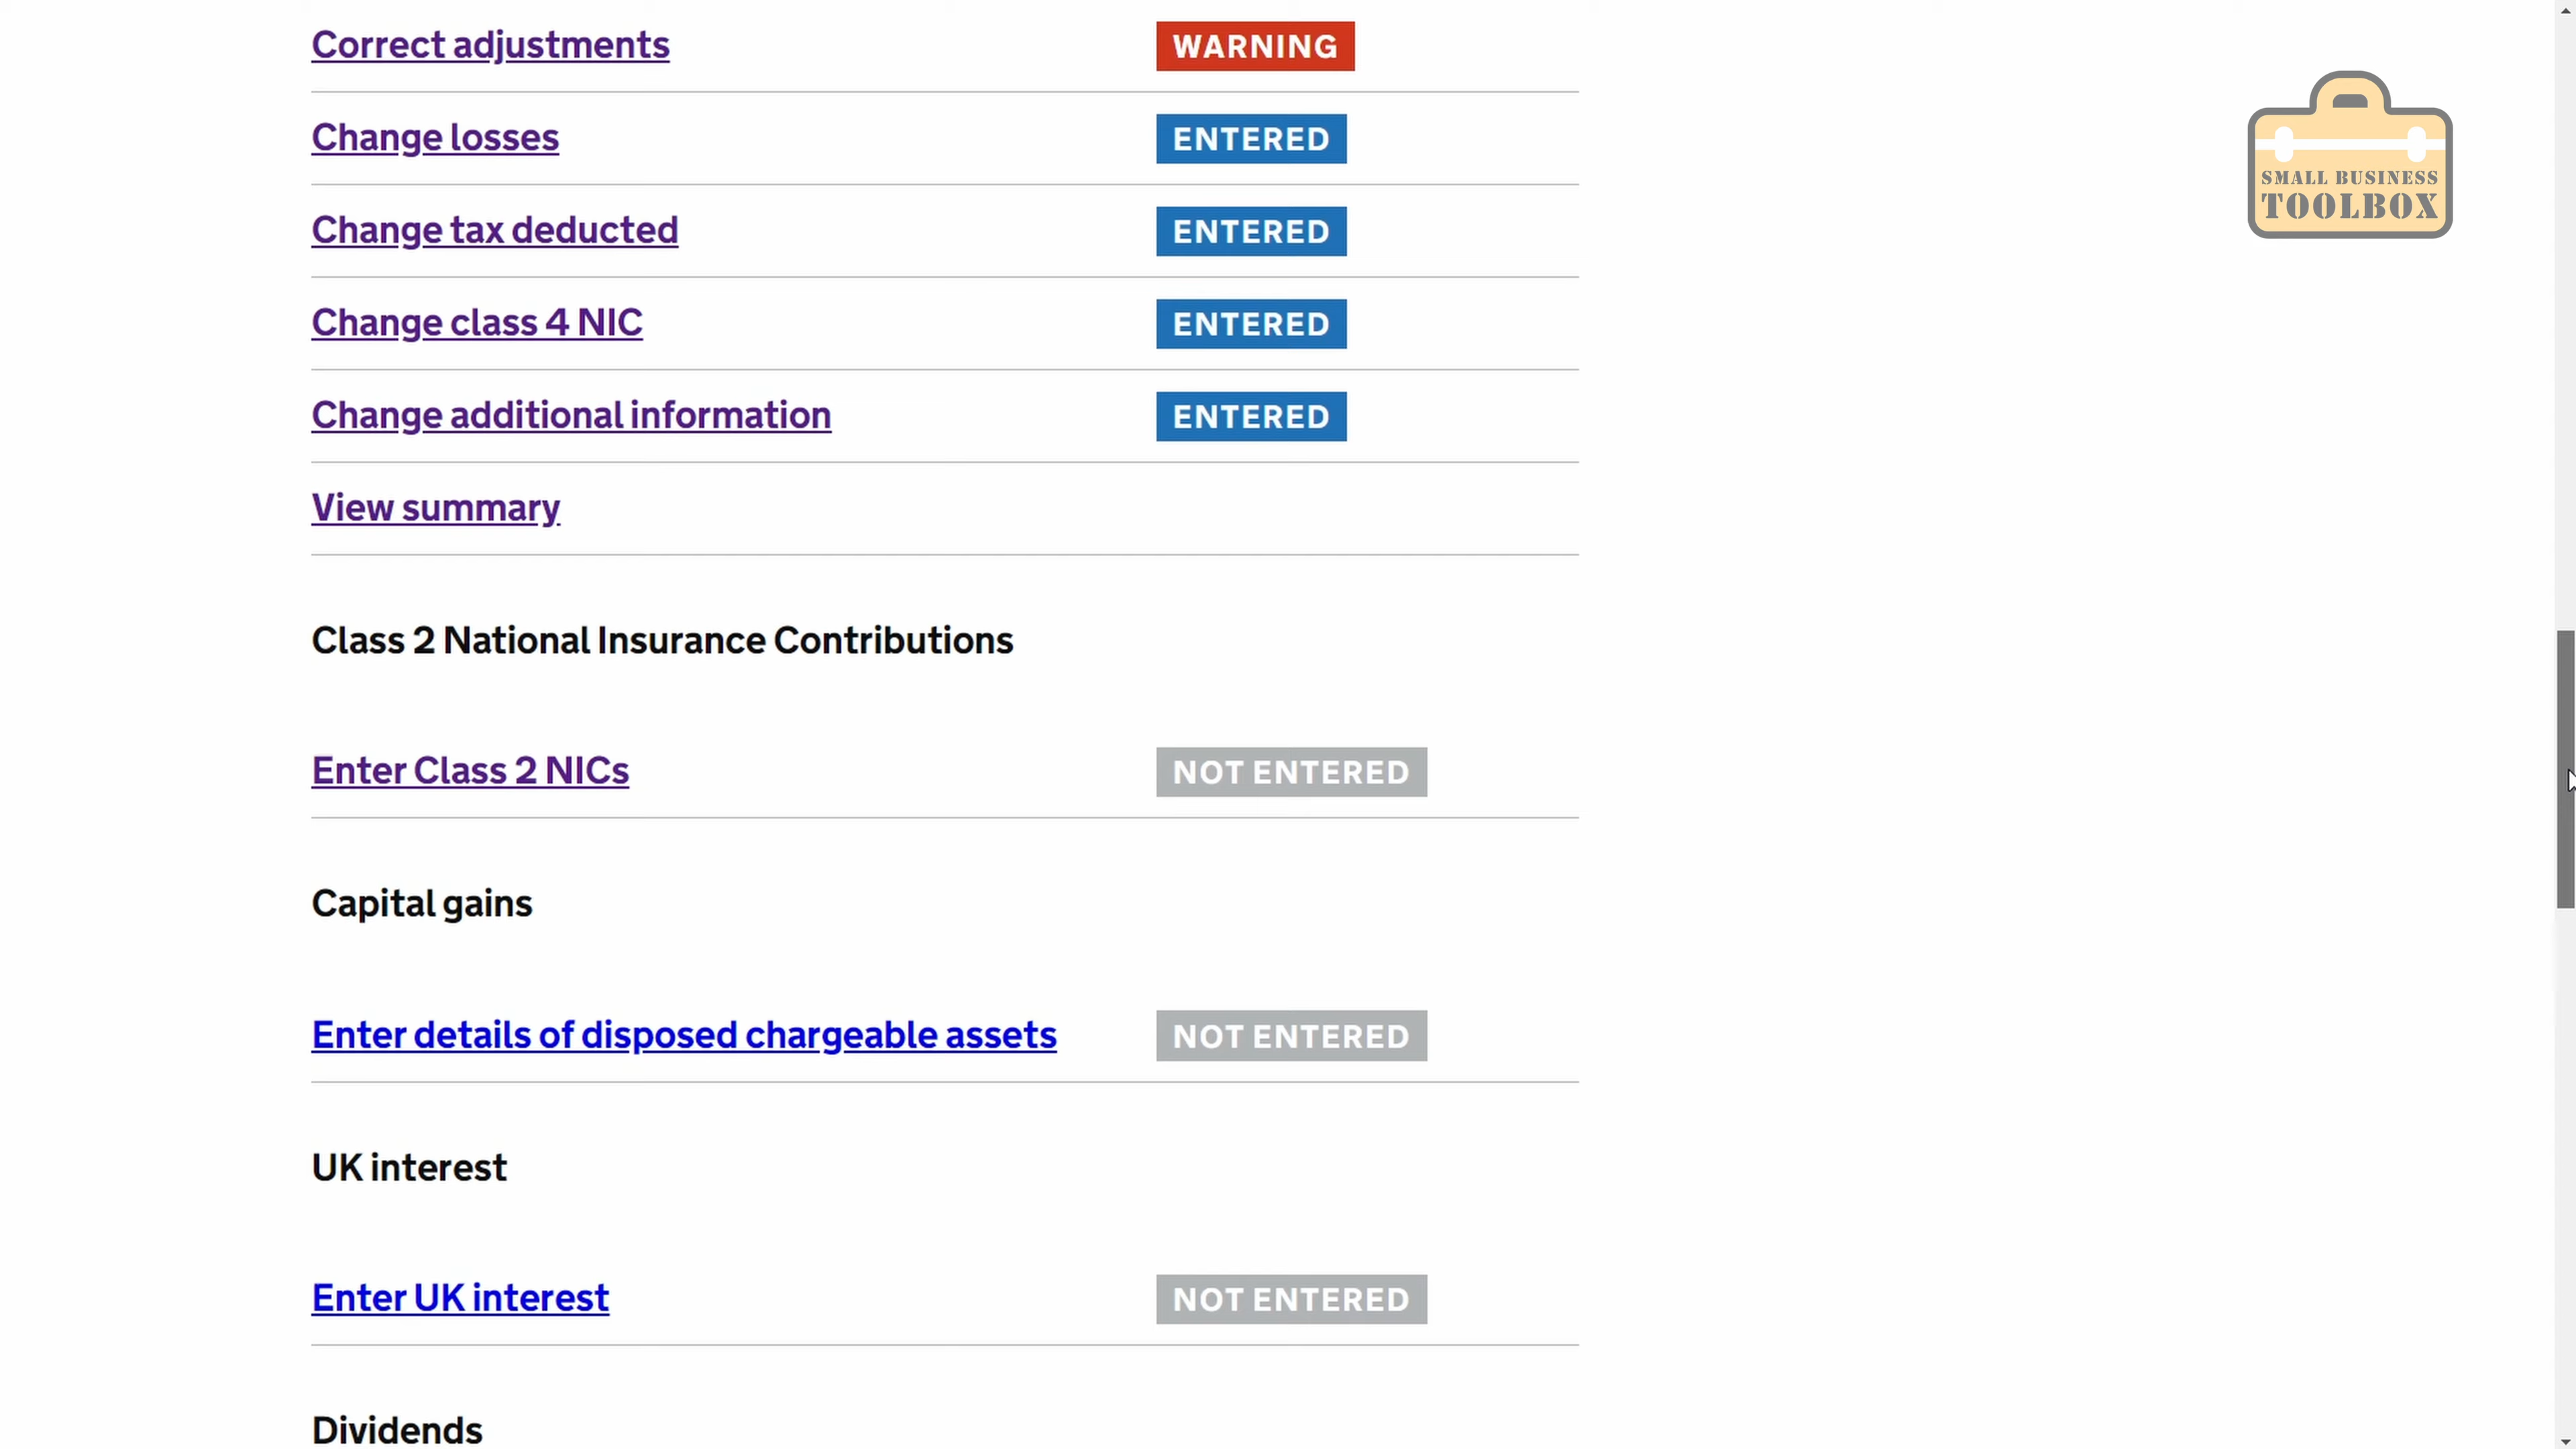 Correct adjustments WARNING
Change losses ENTERED
Change tax deducted ENTERED
Change class 4 NIC ENTERED
Change additional information ENTERED
View summary
Class 2 National Insurance Contributions
Enter Class 2 NICs NOT ENTERED
Capital gains
Enter details of disposed chargeable assets NOT ENTERED
UK interest
Enter UK interest NOT ENTERED
Dividends
SMALL BUSINESS
TOOLBOX